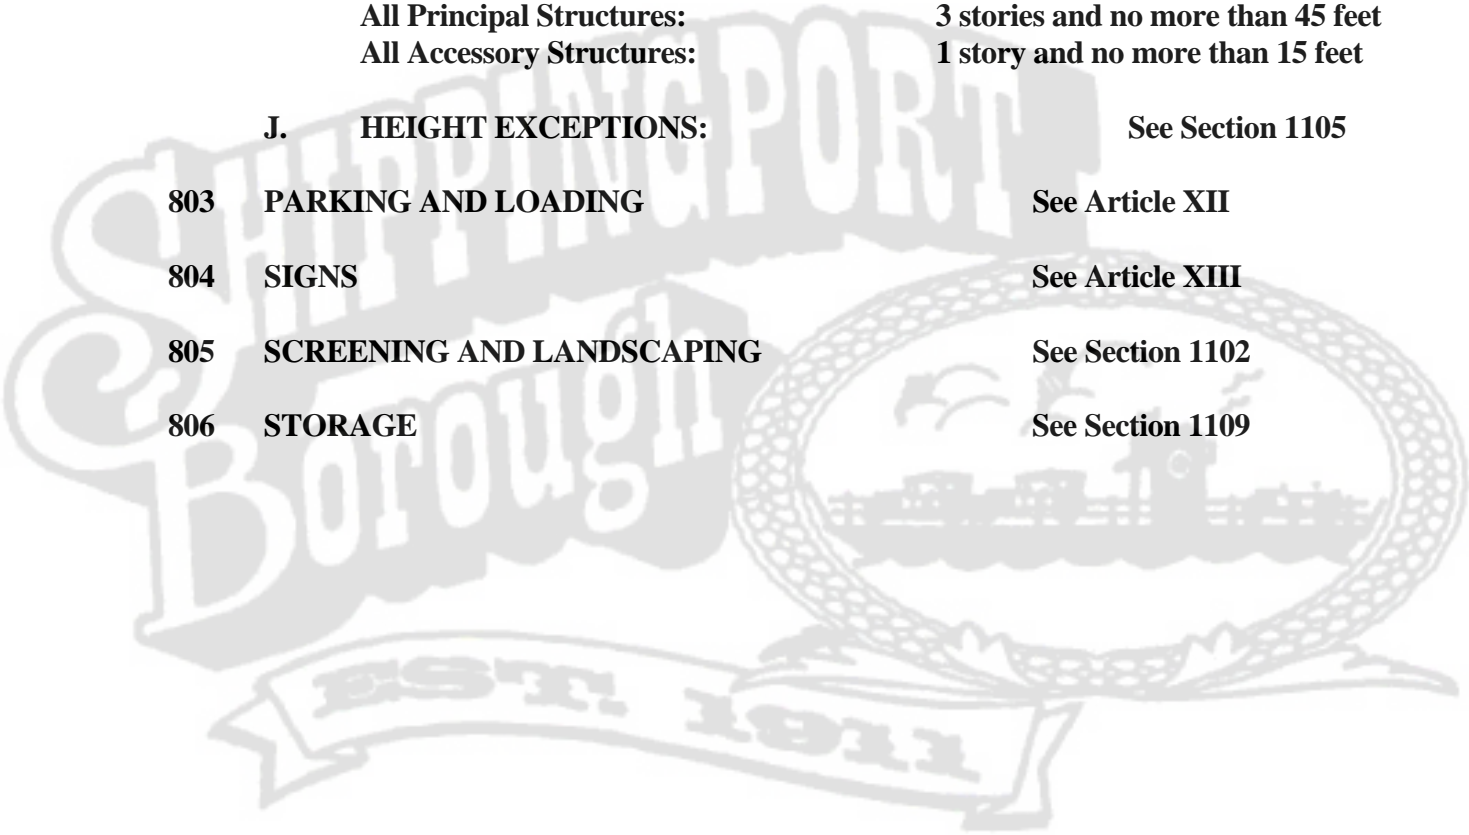 All Principal Structures: 3 stories and no more than 45 feet
All Accessory Structures: 1 story and no more than 15 feet
J. HEIGHT EXCEPTIONS: See Section 1105
803 PARKING AND LOADING See Article XII
804 SIGNS See Article XIII
805 SCREENING AND LANDSCAPING See Section 1102
806 STORAGE See Section 1109
SHIPPINGPORT
Borough
EST. 1911